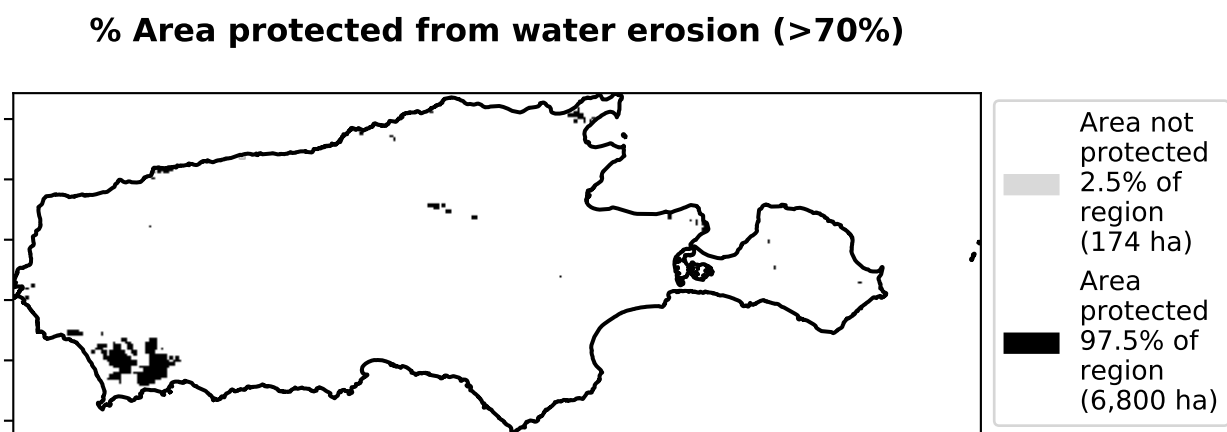 % Area protected from water erosion (>70%)
Area not
protected
2.5% of
region
(174 ha)
Area
protected
97.5% of
region
(6,800 ha)